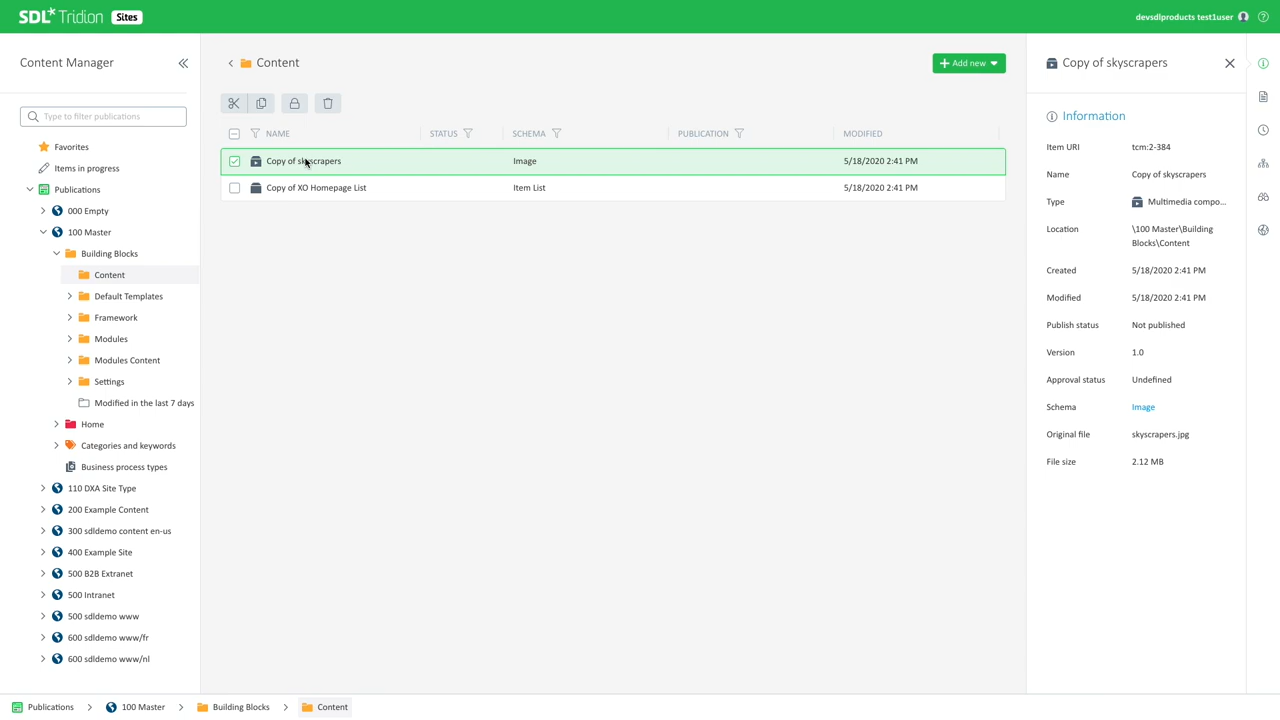 SDL* Tridion Sites
devsdlproducts test1user
Content Manager
Type to filter publications
Favorites
Items in progress
Publications
000 Empty
100 Master
Building Blocks
Content
Default Templates
Framework
Modules
Modules Content
Settings
Modified in the last 7 days
Home
Categories and keywords
Business process types
110 DXA Site Type
200 Example Content
300 sdldemo content en-us
400 Example Site
500 B2B Extranet
500 Intranet
500 sdldemo www
600 sdldemo www/fr
600 sdldemo www/nl
Content
Add new
NAME STATUS SCHEMA PUBLICATION MODIFIED
Copy of skyscrapers Image 5/18/2020 2:41 PM
Copy of XO Homepage List Item List 5/18/2020 2:41 PM
Copy of skyscrapers
Information
Item URI tcm:2-384
Name Copy of skyscrapers
Type Multimedia compo...
Location \100 Master\Building
Blocks\Content
Created 5/18/2020 2:41 PM
Modified 5/18/2020 2:41 PM
Publish status Not published
Version 1.0
Approval status Undefined
Schema Image
Original file skyscrapers.jpg
File size 2.12 MB
Publications 100 Master Building Blocks Content